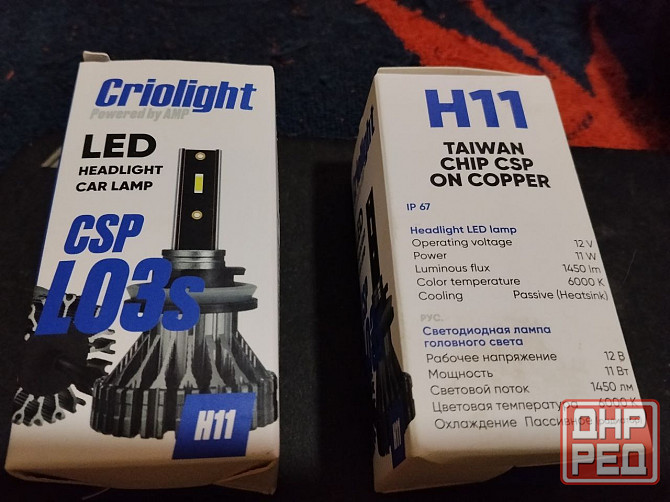 Criolight
Powered by AMP
LED
HEADLIGHT
CAR LAMP
CSP
L03s
H11
H11
H11
TAIWAN
CHIP CSP
ON COPPER
IP 67
Headlight LED lamp
Operating voltage 12 V
Power 11 W
Luminous flux 1450 lm
Color temperature 6000 K
Cooling Passive (Heatsink)
РУС.
Светодиодная лампа
головного света
Рабочее напряжение 12 В
Мощность 11 Вт
Световой поток 1450 лм
Цветовая температура 6000 К
Охлаждение Пассивное
ДНР
РЕД